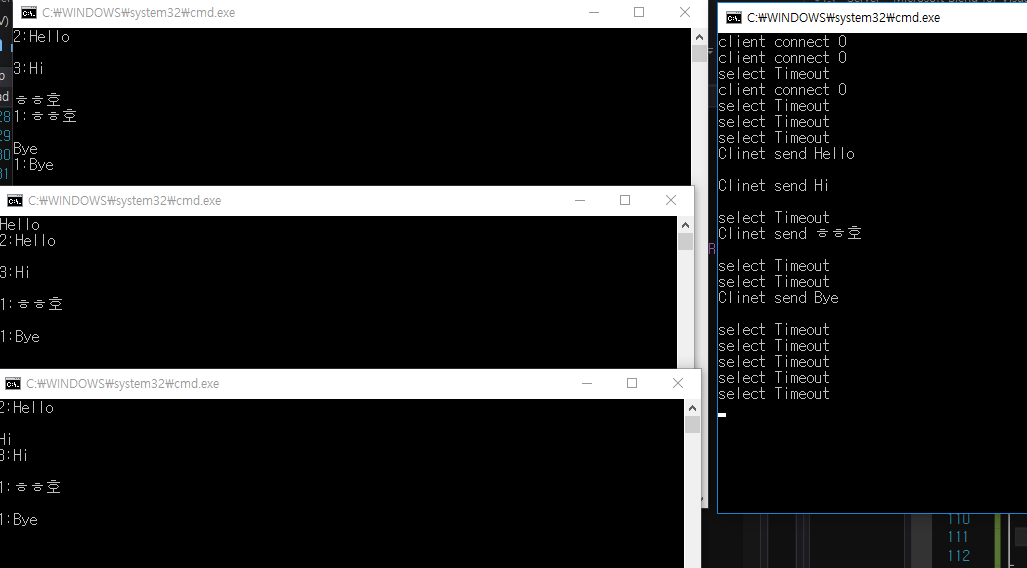 C:₩WINDOWS₩system32₩cmd.exe
2:Hello
3:Hi
ㅎㅎ호
1:ㅎㅎ호
Bye
1:Bye
28
29
30
31
C:₩WINDOWS₩system32₩cmd.exe
Hello
2:Hello
3:Hi
1:ㅎㅎ호
1:Bye
C:₩WINDOWS₩system32₩cmd.exe
2:Hello
Hi
3:Hi
1:ㅎㅎ호
1:Bye
C:₩WINDOWS₩system32₩cmd.exe
client connect 0
client connect 0
select Timeout
client connect 0
select Timeout
select Timeout
select Timeout
Clinet send Hello
Clinet send Hi
select Timeout
Clinet send ㅎㅎ호
select Timeout
select Timeout
Clinet send Bye
select Timeout
select Timeout
select Timeout
select Timeout
select Timeout
110
111
112